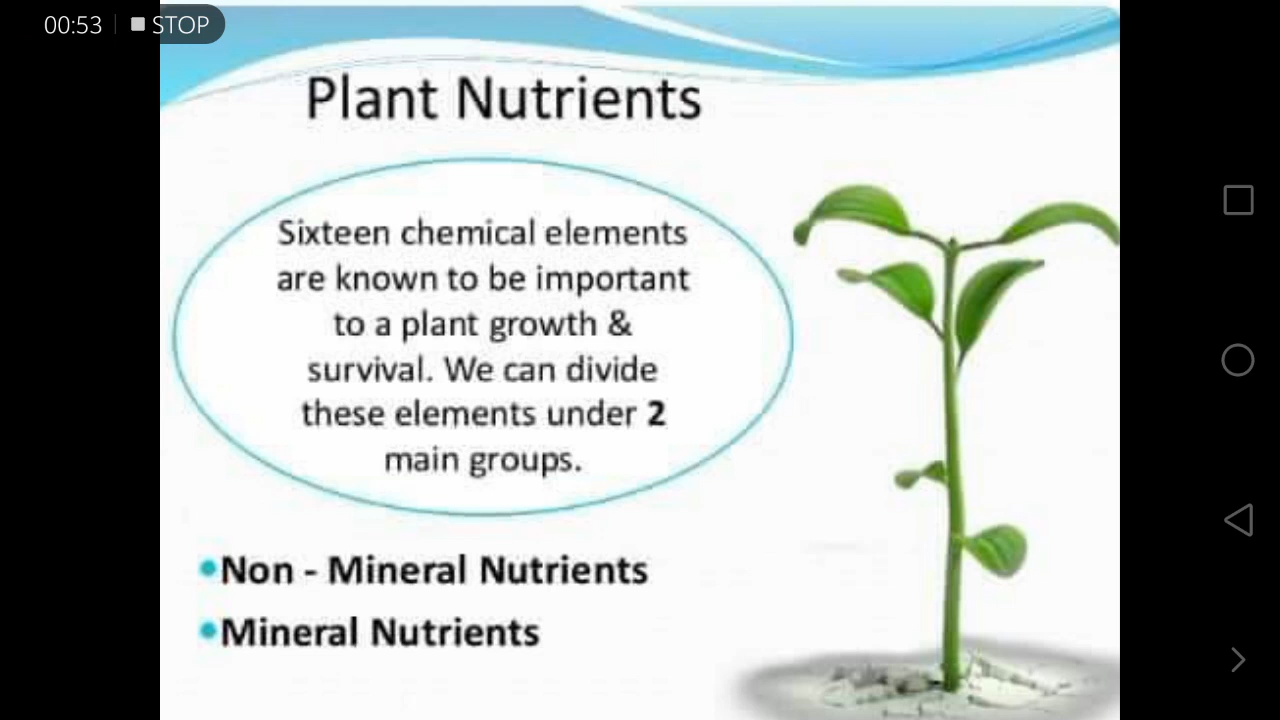 00:53 STOP
Plant Nutrients
Sixteen chemical elements
are known to be important
to a plant growth &
survival. We can divide
these elements under 2
main groups.
•Non - Mineral Nutrients
•Mineral Nutrients